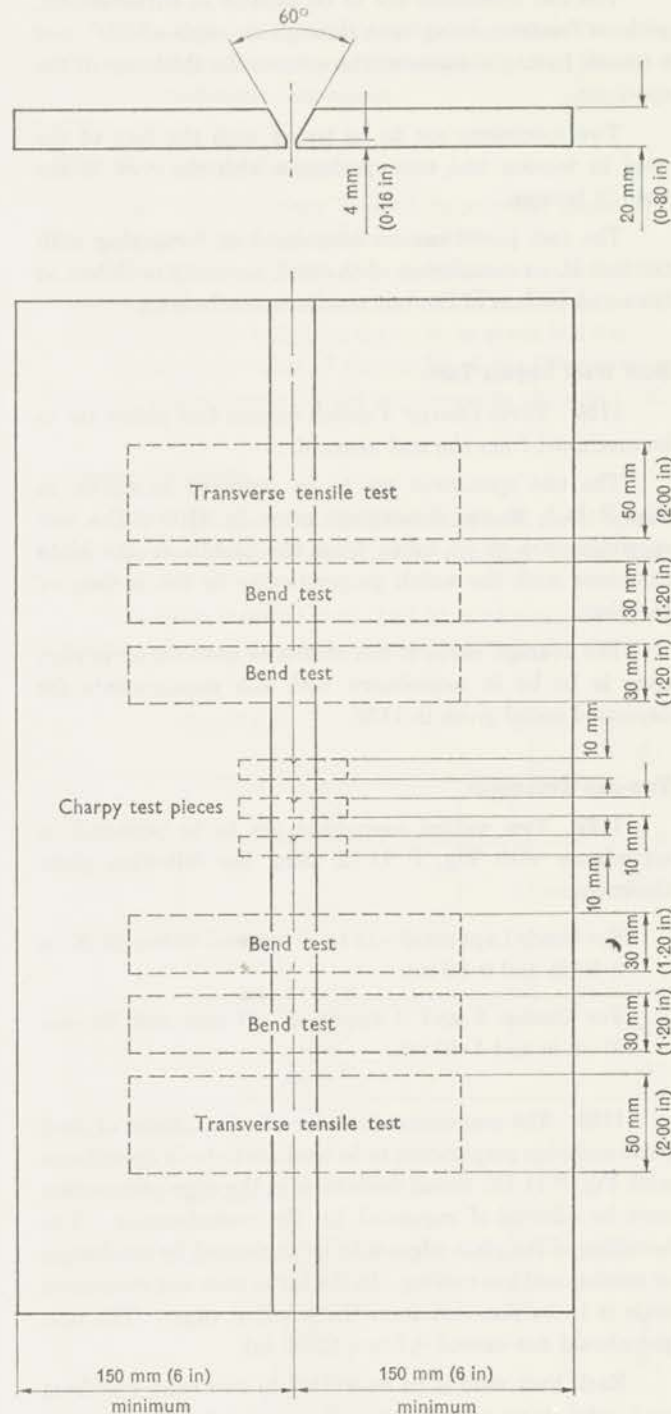 60°
4 mm
(0·16 in)
20 mm
(0·80 in)
Transverse tensile test
50 mm
(2·00 in)
Bend test
30 mm
(1·20 in)
Bend test
30 mm
(1·20 in)
10 mm
Charpy test pieces
10 mm
10 mm
Bend test
30 mm
(1·20 in)
Bend test
30 mm
(1·20 in)
Transverse tensile test
50 mm
(2·00 in)
150 mm (6 in)
minimum
150 mm (6 in)
minimum